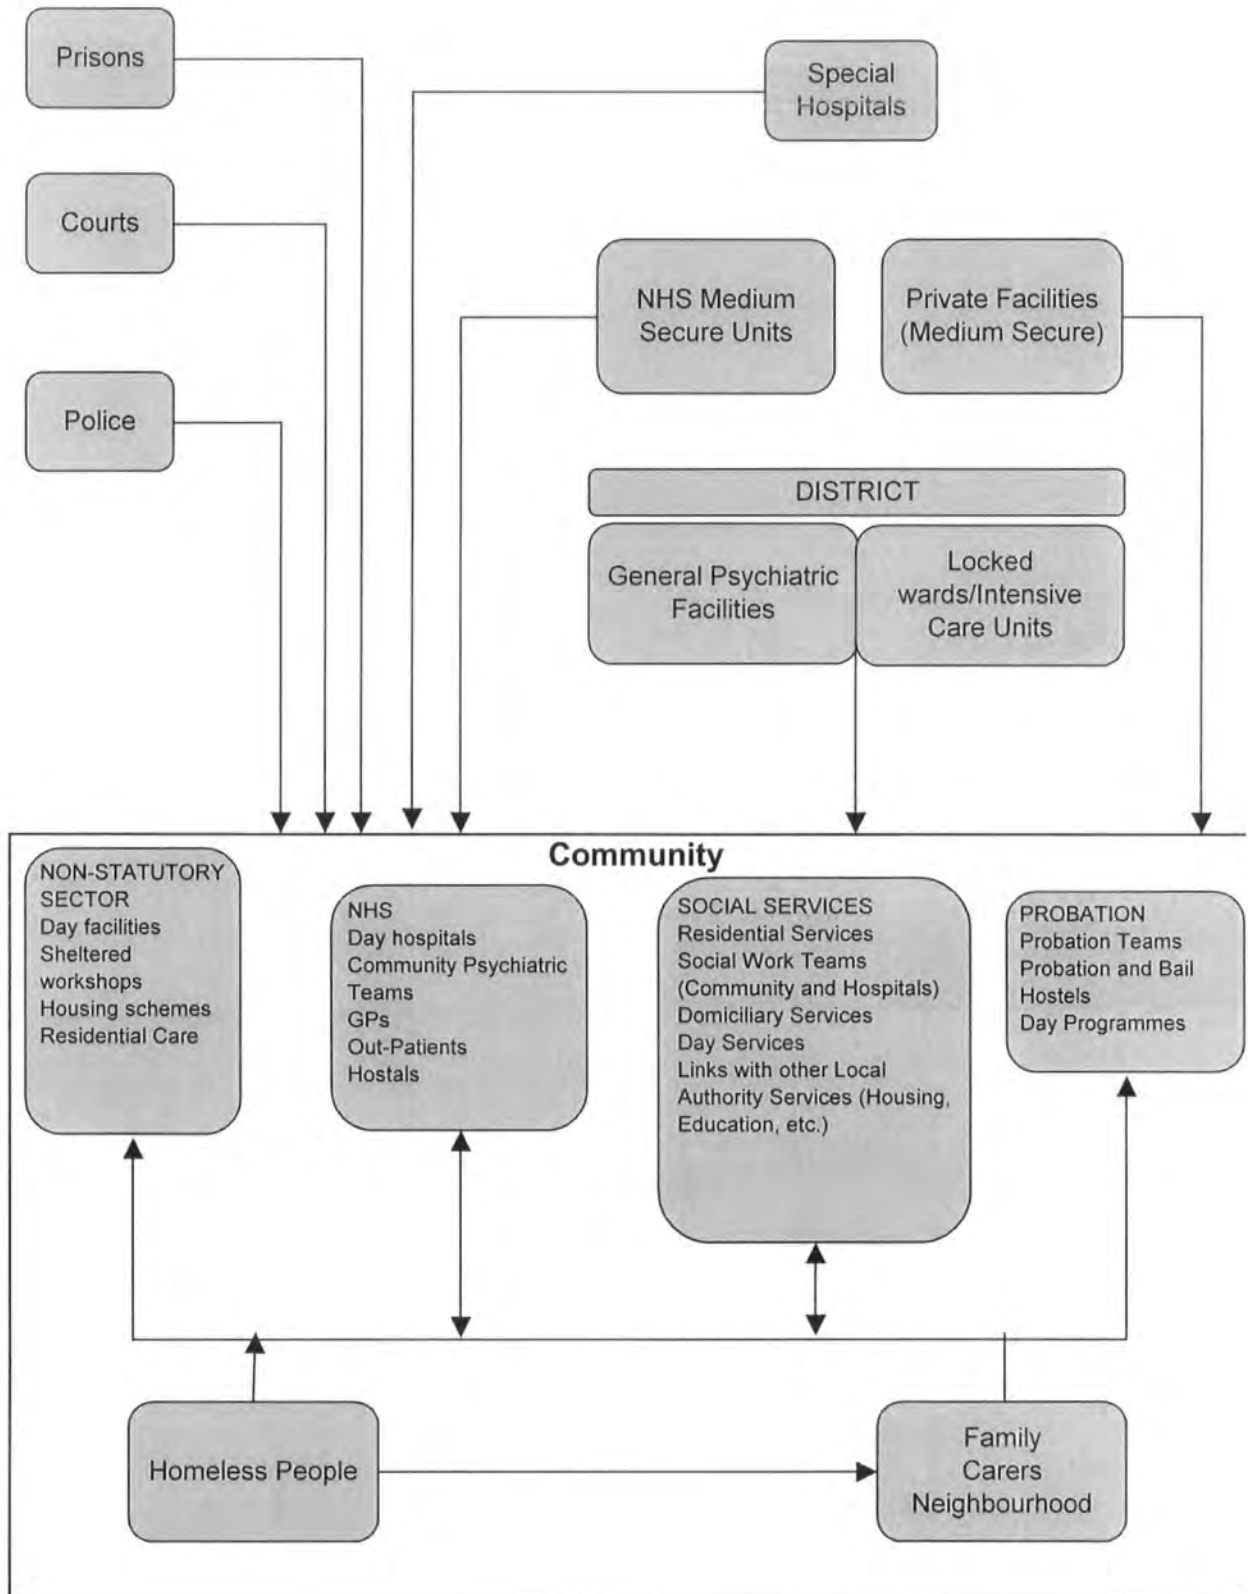 Prisons
Special
Hospitals
Courts
NHS Medium
Secure Units
Private Facilities
(Medium Secure)
Police
DISTRICT
General Psychiatric
Facilities
Locked
wards/Intensive
Care Units
Community
NON-STATUTORY
SECTOR
Day facilities
Sheltered
workshops
Housing schemes
Residential Care
NHS
Day hospitals
Community Psychiatric
Teams
GPs
Out-Patients
Hostals
SOCIAL SERVICES
Residential Services
Social Work Teams
(Community and Hospitals)
Domiciliary Services
Day Services
Links with other Local
Authority Services (Housing,
Education, etc.)
PROBATION
Probation Teams
Probation and Bail
Hostels
Day Programmes
Homeless People
Family
Carers
Neighbourhood